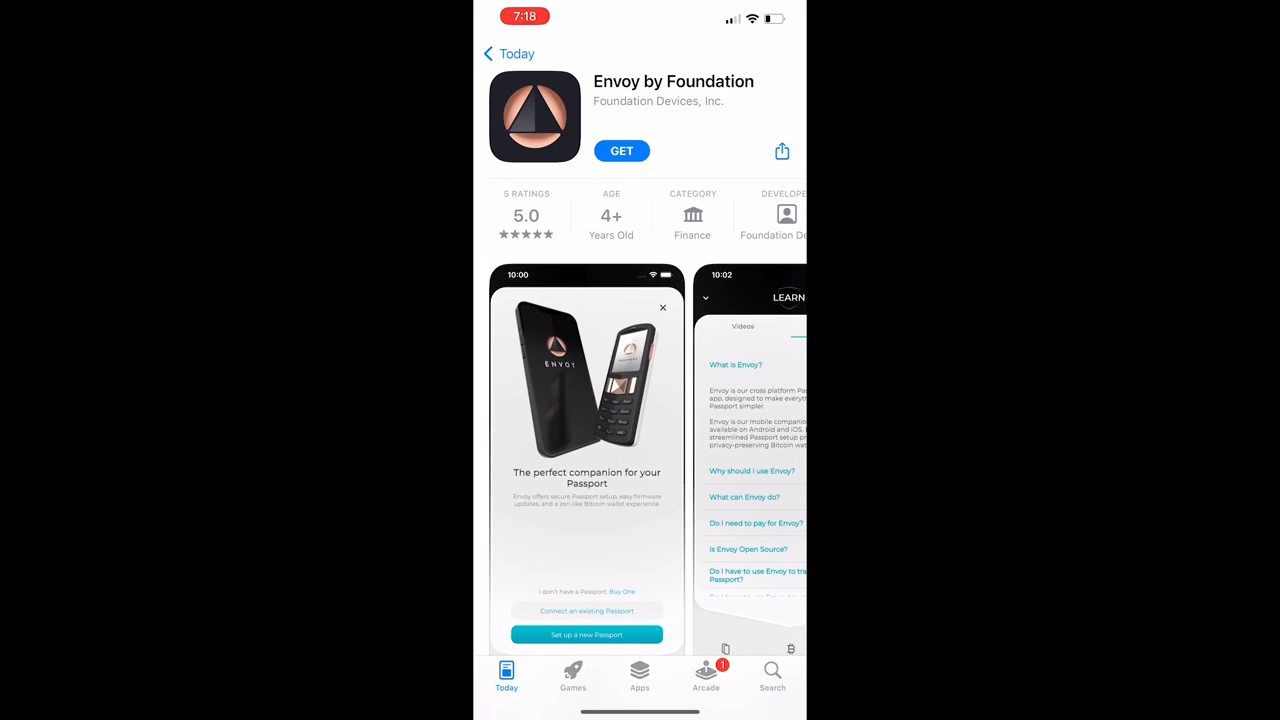 7:18
Today
Envoy by Foundation
Foundation Devices, Inc.
GET
5 RATINGS
5.0
AGE
4+
Years Old
CATEGORY
Finance
DEVELOPE
Foundation De
10:00
ENVOY
The perfect companion for your
Passport
Envoy offers secure Passport setup, easy firmware
updates, and a zen-like Bitcoin wallet experience.
I don't have a Passport Buy One
Connect an existing Passport
Set up a new Passport
10:02
LEARN
Videos
What is Envoy?
Envoy is our cross platform Pa
app, designed to make everyt
Passport simpler.
Envoy is our mobile companio
available on Android and iOS.
streamlined Passport setup pr
privacy-preserving Bitcoin wa
Why should I use Envoy?
What can Envoy do?
Do I need to pay for Envoy?
Is Envoy Open Source?
Do I have to use Envoy to tra
Passport?
Today
Games
Apps
1
Arcade
Search